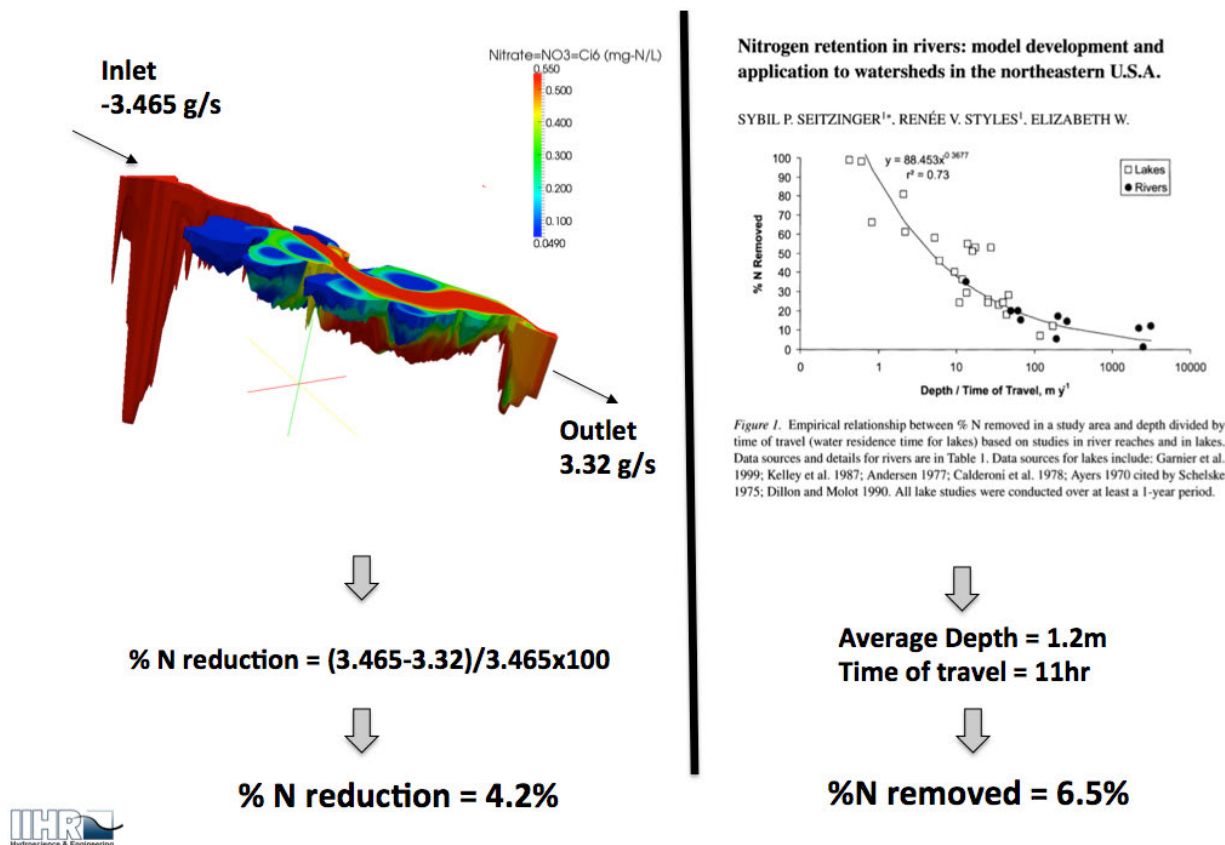 Inlet
-3.465 g/s
Nitrate=NO3=Ci6 (mg-N/L)
0.550
0.500
0.400
0.300
0.200
0.100
0.0490
Outlet
3.32 g/s
% N reduction = (3.465-3.32)/3.465x100
% N reduction = 4.2%
IIHR
Hydroscience & Engineering
Nitrogen retention in rivers: model development and
application to watersheds in the northeastern U.S.A.
SYBIL P. SEITZINGER¹*, RENÉE V. STYLES¹, ELIZABETH W.
y = 88.453x^0.3677
r² = 0.73
Lakes
Rivers
% N Removed
100
90
80
70
60
50
40
30
20
10
0
0 1 10 100 1000 10000
Depth / Time of Travel, m y⁻¹
Figure 1. Empirical relationship between % N removed in a study area and depth divided by
time of travel (water residence time for lakes) based on studies in river reaches and in lakes.
Data sources and details for rivers are in Table 1. Data sources for lakes include: Garnier et al.
1999; Kelley et al. 1987; Andersen 1977; Calderoni et al. 1978; Ayers 1970 cited by Schelske
1975; Dillon and Molot 1990. All lake studies were conducted over at least a 1-year period.
Average Depth = 1.2m
Time of travel = 11hr
%N removed = 6.5%